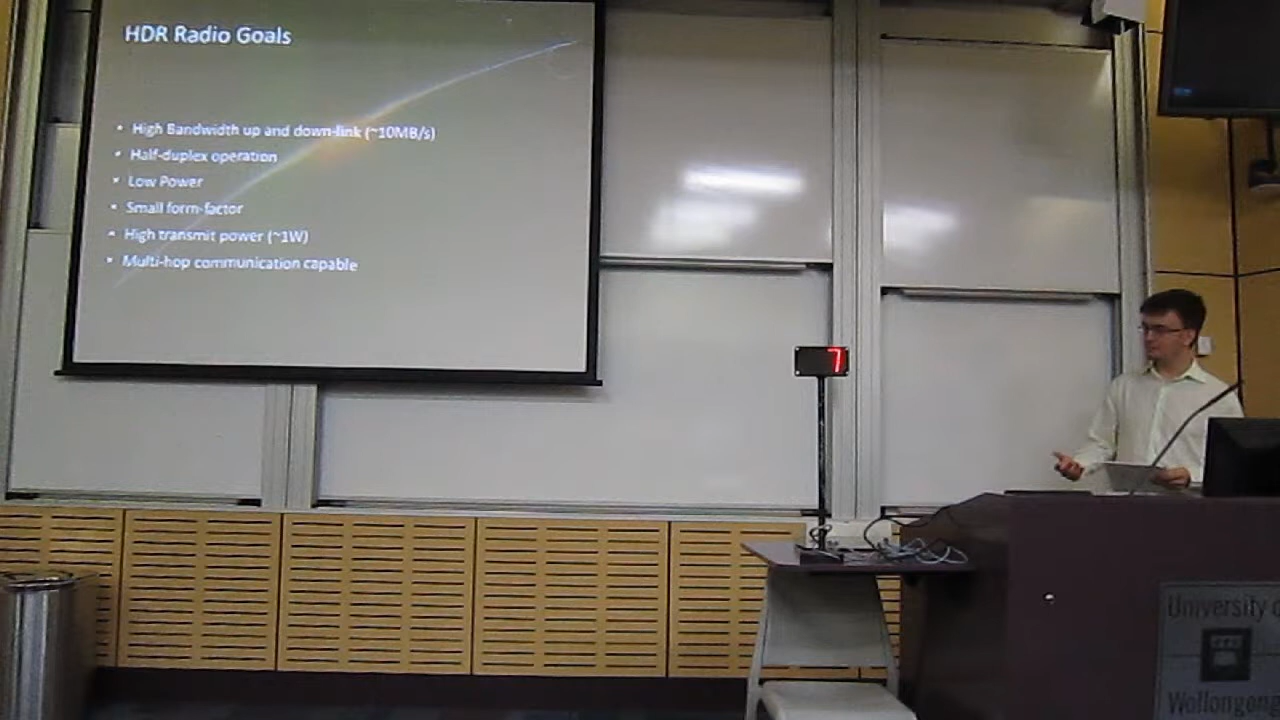 HDR Radio Goals
• High Bandwidth up and down-link (~10MB/s)
• Half-duplex operation
• Low Power
• Small form-factor
• High transmit power (~1W)
• Multi-hop communication capable
7
University o
Wollongong